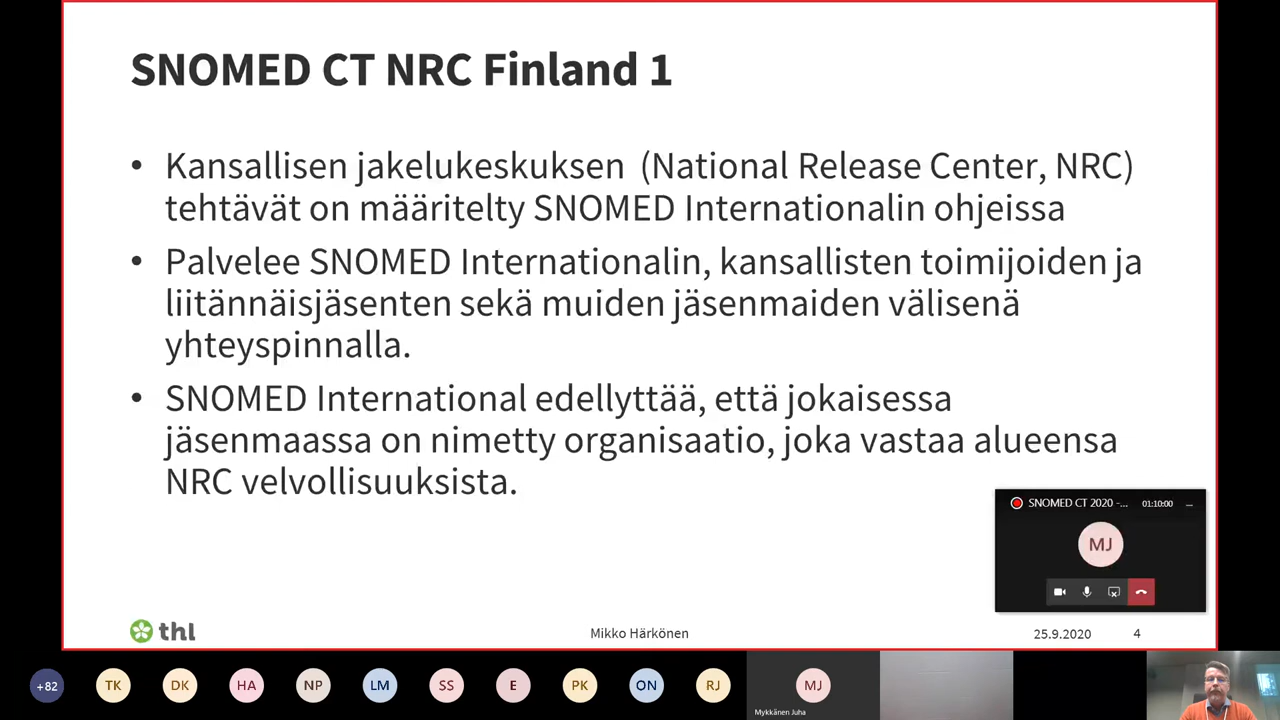 SNOMED CT NRC Finland 1
• Kansallisen jakelukeskuksen (National Release Center, NRC)
tehtävät on määritelty SNOMED Internationalin ohjeissa
• Palvelee SNOMED Internationalin, kansallisten toimijoiden ja
liitännäisjäsenten sekä muiden jäsenmaiden välisenä
yhteyspinnalla.
• SNOMED International edellyttää, että jokaisessa
jäsenmaassa on nimetty organisaatio, joka vastaa alueensa
NRC velvollisuuksista.
SNOMED CT 2020 -... 01:10:00 ...
MJ
thl
Mikko Härkönen
25.9.2020 4
+82 TK DK HA NP LM SS E PK ON RJ MJ
Mykkänen Juha